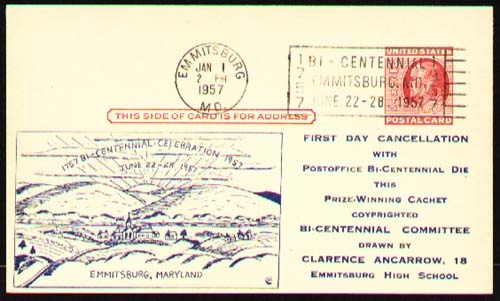 EMMITSBURG
JAN 1
2 PM
1957
MD.
BI - CENTENNIAL
EMMITSBURG, MD.
JUNE 22-28, 1957
UNITED STATES
POSTAL CARD
THIS SIDE OF CARD IS FOR ADDRESS
1757 BI-CENTENNIAL CELEBRATION 1957
JUNE 22-28 1957
EMMITSBURG, MARYLAND
FIRST DAY CANCELLATION
WITH
POSTOFFICE BI-CENTENNIAL DIE
THIS
PRIZE-WINNING CACHET
COYPRIGHTED
BI-CENTENNIAL COMMITTEE
DRAWN BY
CLARENCE ANCARROW, 18
EMMITSBURG HIGH SCHOOL